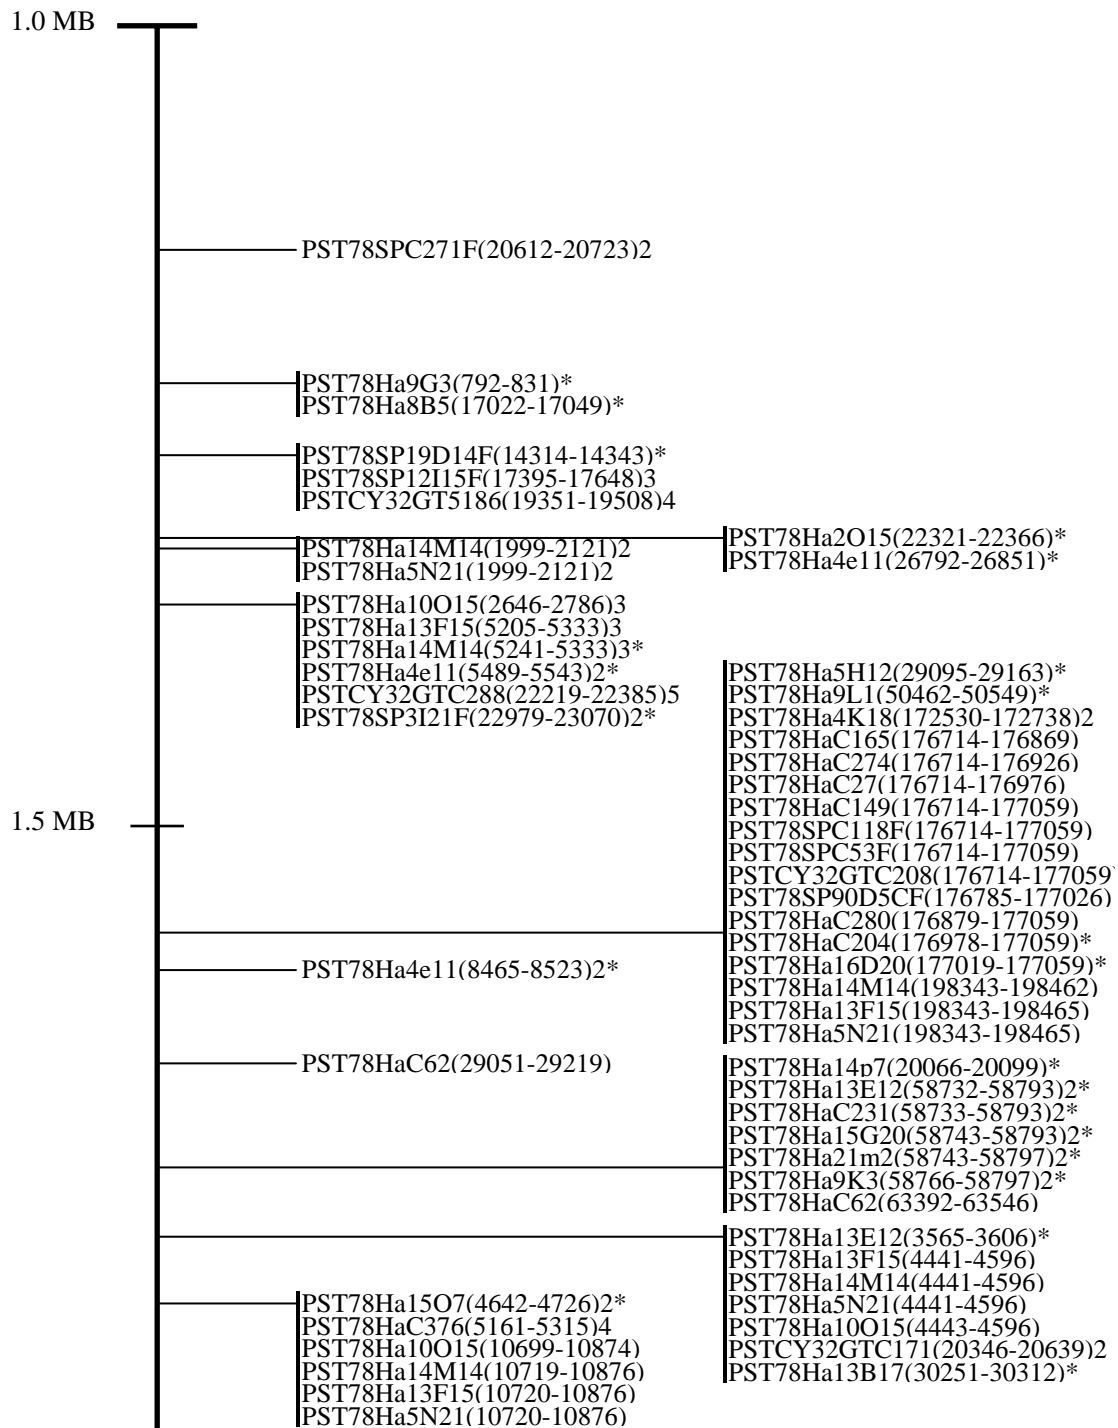 1.0 MB
PST78SPC271F(20612-20723)2
PST78Ha9G3(792-831)*
PST78Ha8B5(17022-17049)*
PST78SP19D14F(14314-14343)*
PST78SP12I15F(17395-17648)3
PSTCY32GT5186(19351-19508)4
PST78Ha2O15(22321-22366)*
PST78Ha4e11(26792-26851)*
PST78Ha14M14(1999-2121)2
PST78Ha5N21(1999-2121)2
PST78Ha10O15(2646-2786)3
PST78Ha13F15(5205-5333)3
PST78Ha14M14(5241-5333)3*
PST78Ha4e11(5489-5543)2*
PSTCY32GTC288(22219-22385)5
PST78SP3I21F(22979-23070)2*
PST78Ha5H12(29095-29163)*
PST78Ha9L1(50462-50549)*
PST78Ha4K18(172530-172738)2
PST78HaC165(176714-176869)
PST78HaC274(176714-176926)
PST78HaC27(176714-176976)
PST78HaC149(176714-177059)
PST78SPC118F(176714-177059)
PST78SPC53F(176714-177059)
PSTCY32GTC208(176714-177059)
PST78SP90D5CF(176785-177026)
PST78HaC280(176879-177059)
PST78HaC204(176978-177059)*
PST78Ha16D20(177019-177059)*
PST78Ha14M14(198343-198462)
PST78Ha13F15(198343-198465)
PST78Ha5N21(198343-198465)
1.5 MB
PST78Ha4e11(8465-8523)2*
PST78HaC62(29051-29219)
PST78Ha14p7(20066-20099)*
PST78Ha13E12(58732-58793)2*
PST78HaC231(58733-58793)2*
PST78Ha15G20(58743-58793)2*
PST78Ha21m2(58743-58797)2*
PST78Ha9K3(58766-58797)2*
PST78HaC62(63392-63546)
PST78Ha13E12(3565-3606)*
PST78Ha13F15(4441-4596)
PST78Ha14M14(4441-4596)
PST78Ha5N21(4441-4596)
PST78Ha10O15(4443-4596)
PSTCY32GTC171(20346-20639)2
PST78Ha13B17(30251-30312)*
PST78Ha15O7(4642-4726)2*
PST78HaC376(5161-5315)4
PST78Ha10O15(10699-10874)
PST78Ha14M14(10719-10876)
PST78Ha13F15(10720-10876)
PST78Ha5N21(10720-10876)